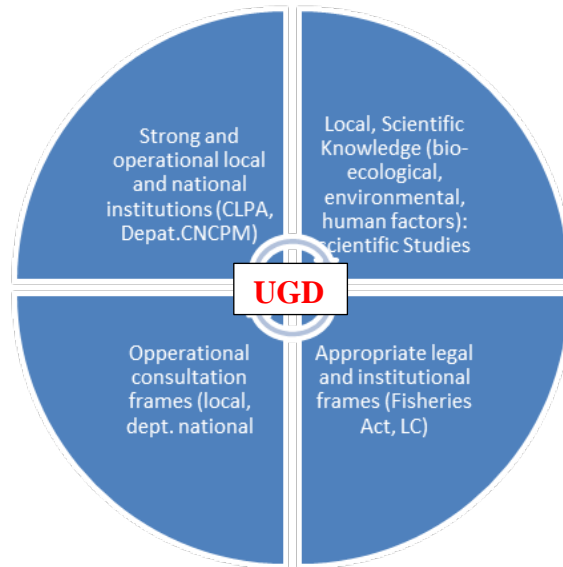 Strong and
operational local
and national
institutions (CLPA,
Depat.CNCPM)
Local, Scientific
Knowledge (bio-
ecological,
environmental,
human factors):
scientific Studies
UGD
Opperational
consultation
frames (local,
dept. national
Appropriate legal
and institutional
frames (Fisheries
Act, LC)